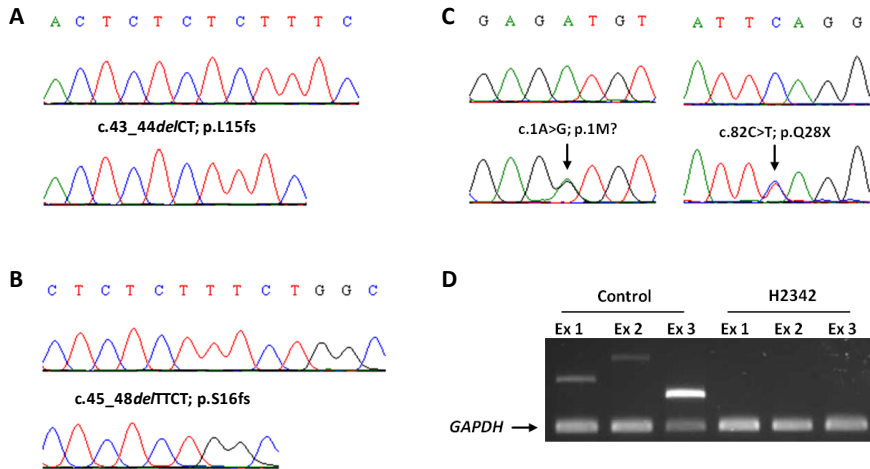 A
A C T C T C T C T T T C
c.43_44delCT; p.L15fs
B
C T C T C T T T C T G G C
c.45_48delTTCT; p.S16fs
C
G A G A T G T
A T T C A G G
c.1A>G; p.1M?
c.82C>T; p.Q28X
D
Control H2342
Ex 1 Ex 2 Ex 3 Ex 1 Ex 2 Ex 3
GAPDH